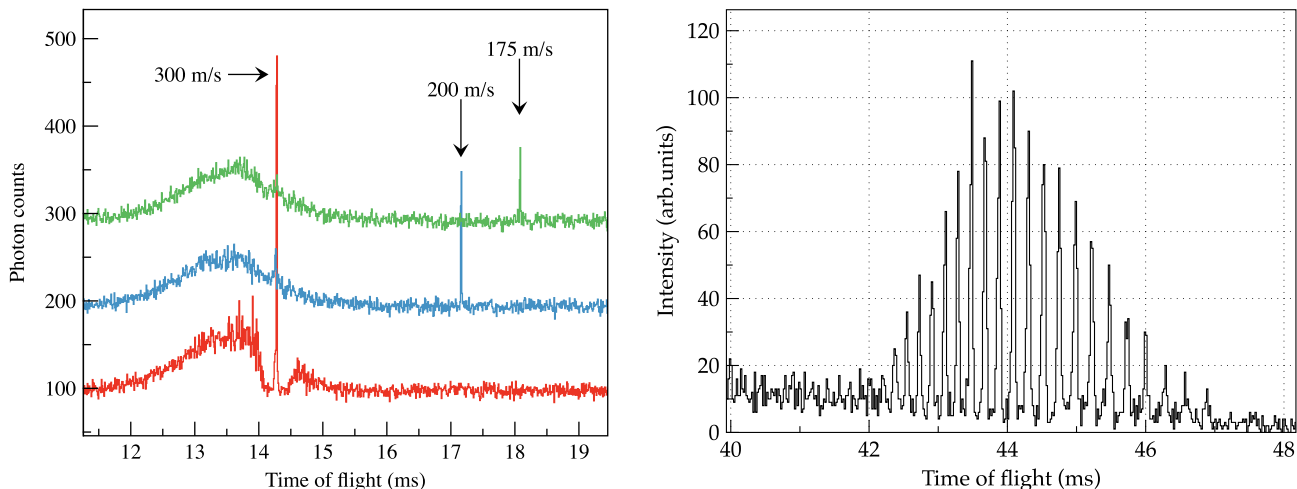 500
400
300
200
100
Photon counts
300 m/s
200 m/s
175 m/s
12 13 14 15 16 17 18 19
Time of flight (ms)
120
100
80
60
40
20
0
Intensity (arb.units)
40 42 44 46 48
Time of flight (ms)